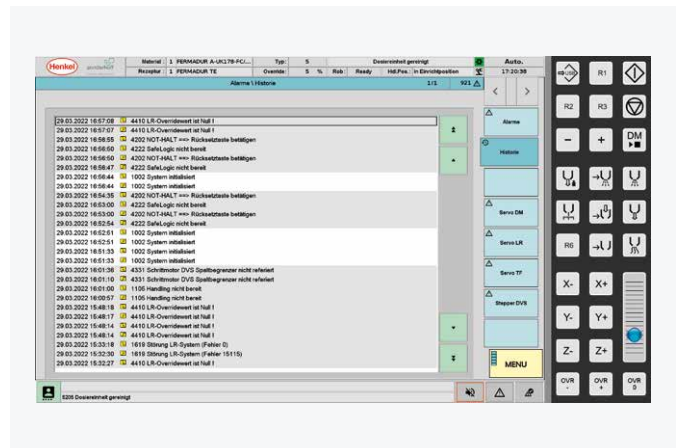 Henkel
Material : 1 FERMADUR A-UK179-FC/... Typ: 5 Dosiereinheit gereinigt Auto.
Rezeptur : 1 FERMADUR TE Override: 5 % Rob: Ready Hdl.Pos.: in Einrichtposition 17:20:39
Alarme \ Historie 1/1 921
29.03.2022 16:57:08 4410 LR-Overridewert ist Null !
29.03.2022 16:57:07 4410 LR-Overridewert ist Null !
29.03.2022 16:56:55 4202 NOT-HALT ==> Rücksetztaste betätigen
29.03.2022 16:56:50 4222 SafeLogic nicht bereit
29.03.2022 16:56:50 4202 NOT-HALT ==> Rücksetztaste betätigen
29.03.2022 16:56:47 4222 SafeLogic nicht bereit
29.03.2022 16:56:44 1002 System initialisiert
29.03.2022 16:56:44 1002 System initialisiert
29.03.2022 16:54:35 4202 NOT-HALT ==> Rücksetztaste betätigen
29.03.2022 16:53:00 4222 SafeLogic nicht bereit
29.03.2022 16:53:00 4202 NOT-HALT ==> Rücksetztaste betätigen
29.03.2022 16:52:54 4222 SafeLogic nicht bereit
29.03.2022 16:52:51 1002 System initialisiert
29.03.2022 16:52:51 1002 System initialisiert
29.03.2022 16:51:33 1002 System initialisiert
29.03.2022 16:51:33 1002 System initialisiert
29.03.2022 16:01:36 4331 Schrittmotor DVS Spaltbegrenzer nicht referiert
29.03.2022 16:01:10 4331 Schrittmotor DVS Spaltbegrenzer nicht referiert
29.03.2022 16:01:00 1105 Handling nicht bereit
29.03.2022 16:00:57 1105 Handling nicht bereit
29.03.2022 15:48:18 4410 LR-Overridewert ist Null !
29.03.2022 15:48:17 4410 LR-Overridewert ist Null !
29.03.2022 15:48:14 4410 LR-Overridewert ist Null !
29.03.2022 15:48:14 4410 LR-Overridewert ist Null !
29.03.2022 15:33:18 1619 Störung LR-System (Fehler 0)
29.03.2022 15:32:30 1619 Störung LR-System (Fehler 15115)
29.03.2022 15:32:27 4410 LR-Overridewert ist Null !
Alarme
Historie
Servo DM
Servo LR
Servo TF
Stepper DVS
MENU
5205 Dosiereinheit gereinigt
R1
R2 R3
- + DM
R6
X- X+
Y- Y+
Z- Z+
OVR - OVR + OVR 0